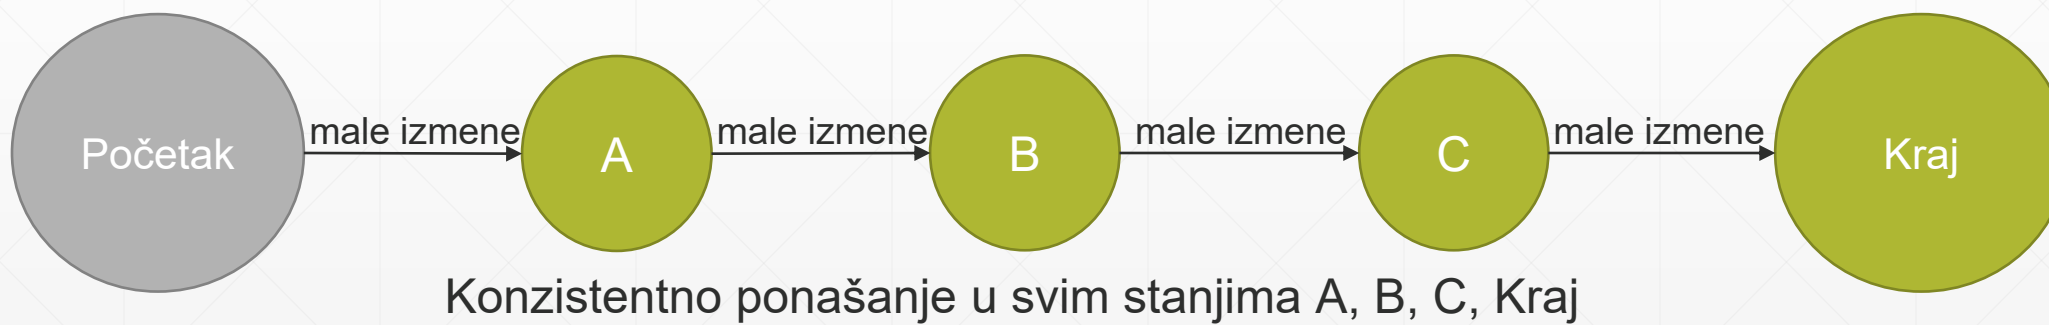 Početak
male izmene
A
male izmene
B
male izmene
C
male izmene
Kraj
Konzistentno ponašanje u svim stanjima A, B, C, Kraj